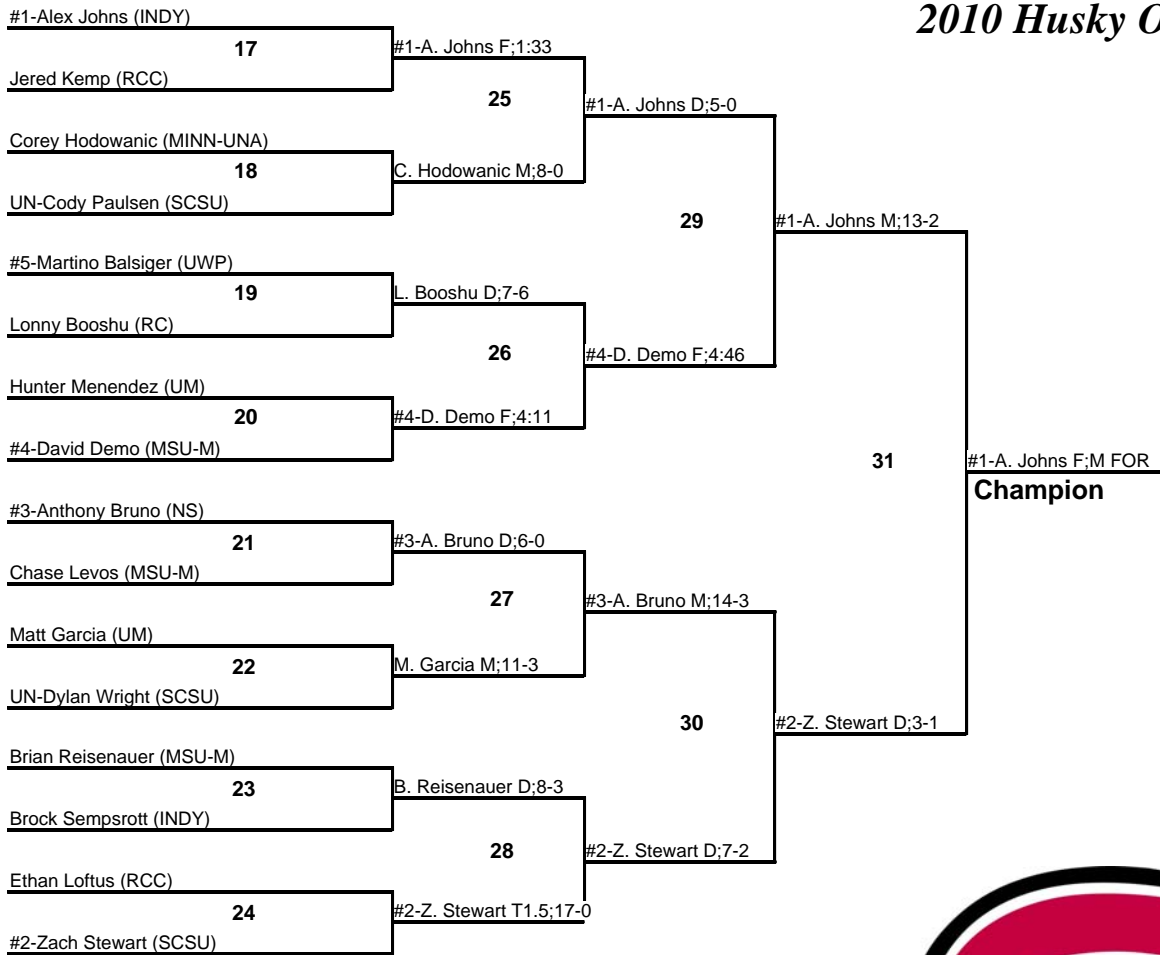 2010 Husky O
#1-Alex Johns (INDY)
17
#1-A. Johns F;1:33
Jered Kemp (RCC)
25
#1-A. Johns D;5-0
Corey Hodowanic (MINN-UNA)
18
C. Hodowanic M;8-0
UN-Cody Paulsen (SCSU)
29
#1-A. Johns M;13-2
#5-Martino Balsiger (UWP)
19
L. Booshu D;7-6
Lonny Booshu (RC)
26
#4-D. Demo F;4:46
Hunter Menendez (UM)
20
#4-D. Demo F;4:11
#4-David Demo (MSU-M)
31
#1-A. Johns F;M FOR
Champion
#3-Anthony Bruno (NS)
21
#3-A. Bruno D;6-0
Chase Levos (MSU-M)
27
#3-A. Bruno M;14-3
Matt Garcia (UM)
22
M. Garcia M;11-3
UN-Dylan Wright (SCSU)
30
#2-Z. Stewart D;3-1
Brian Reisenauer (MSU-M)
23
B. Reisenauer D;8-3
Brock Sempsrott (INDY)
28
#2-Z. Stewart D;7-2
Ethan Loftus (RCC)
24
#2-Z. Stewart T1.5;17-0
#2-Zach Stewart (SCSU)